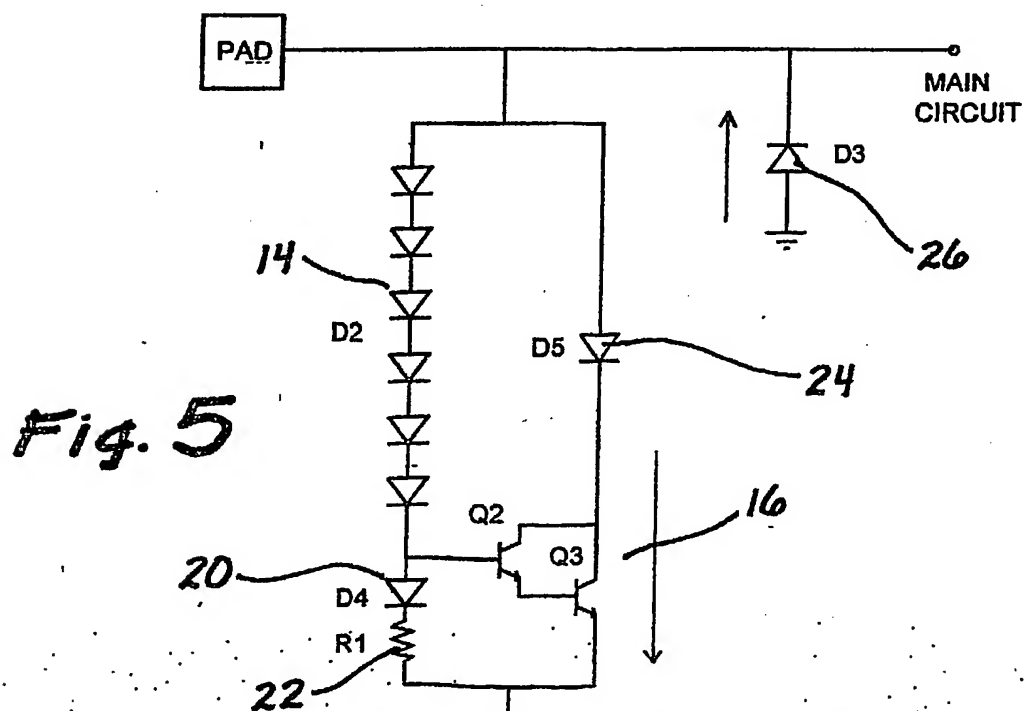 PAD
MAIN
CIRCUIT
D3
26
14
D2
D5
24
Fig. 5
Q2
Q3
16
20
D4
R1
22